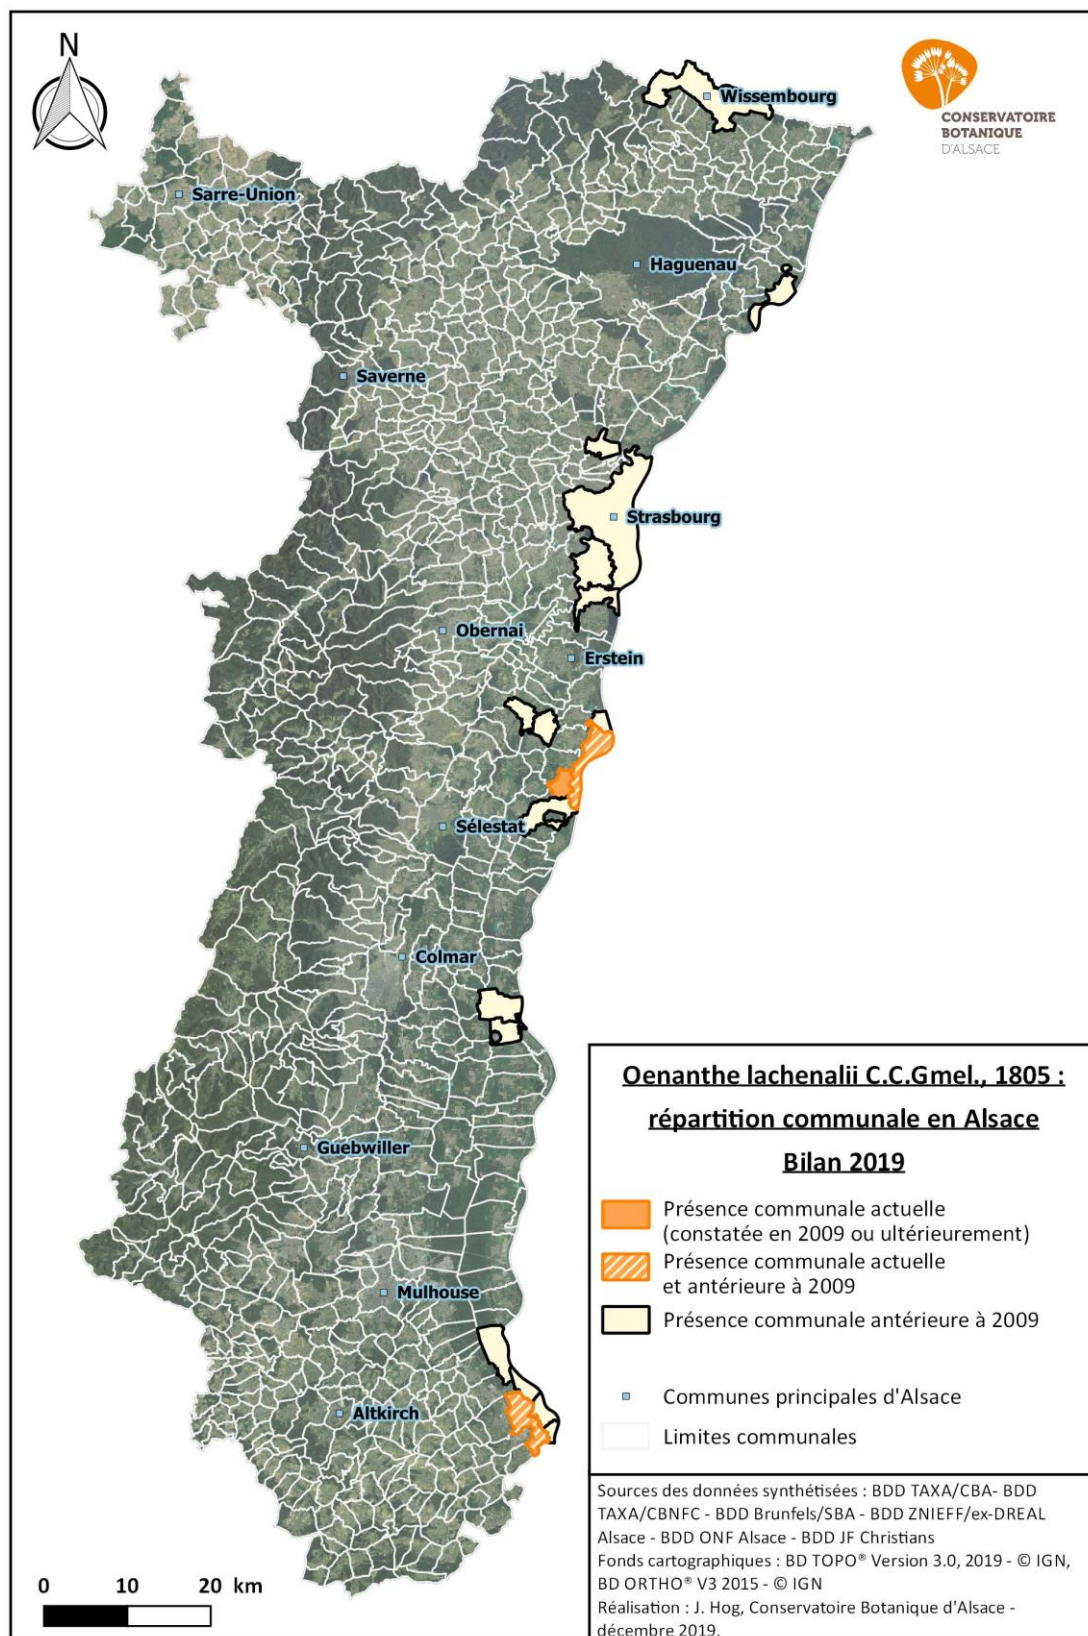 N
Wissembourg
CONSERVATOIRE
BOTANIQUE
D'ALSACE
Sarre-Union
Haguenau
Saverne
Strasbourg
Obernai
Erstein
Sélestat
Colmar
Guebwiller
Mulhouse
Altkirch
Oenanthe lachenalii C.C.Gmel., 1805 :
répartition communale en Alsace
Bilan 2019
Présence communale actuelle
(constatée en 2009 ou ultérieurement)
Présence communale actuelle
et antérieure à 2009
Présence communale antérieure à 2009
Communes principales d'Alsace
Limites communales
Sources des données synthétisées : BDD TAXA/CBA- BDD
TAXA/CBNFC - BDD Brunfels/SBA - BDD ZNIEFF/ex-DREAL
Alsace - BDD ONF Alsace - BDD JF Christians
Fonds cartographiques : BD TOPO® Version 3.0, 2019 - © IGN,
BD ORTHO® V3 2015 - © IGN
Réalisation : J. Hog, Conservatoire Botanique d'Alsace -
décembre 2019.
0 10 20 km